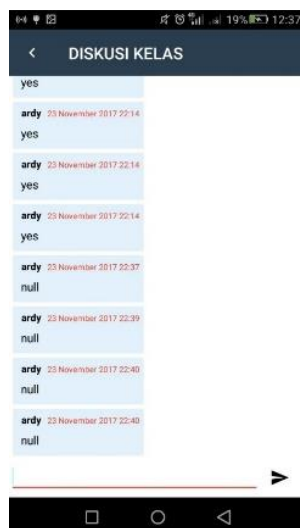 19% 12:37
DISKUSI KELAS
yes
ardy 23 November 2017 22:14
yes
ardy 23 November 2017 22:14
yes
ardy 23 November 2017 22:14
yes
ardy 23 November 2017 22:37
null
ardy 23 November 2017 22:39
null
ardy 23 November 2017 22:40
null
ardy 23 November 2017 22:40
null